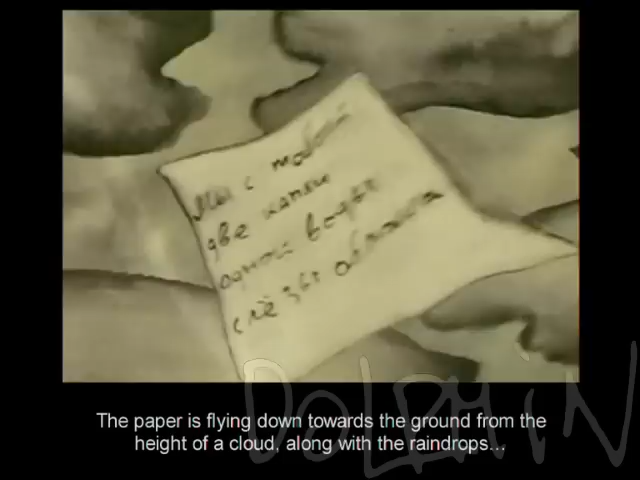 Мы с тобой
две капли
одной воды
слёзы облака
The paper is flying down towards the ground from the
height of a cloud, along with the raindrops...
DOLPHIN